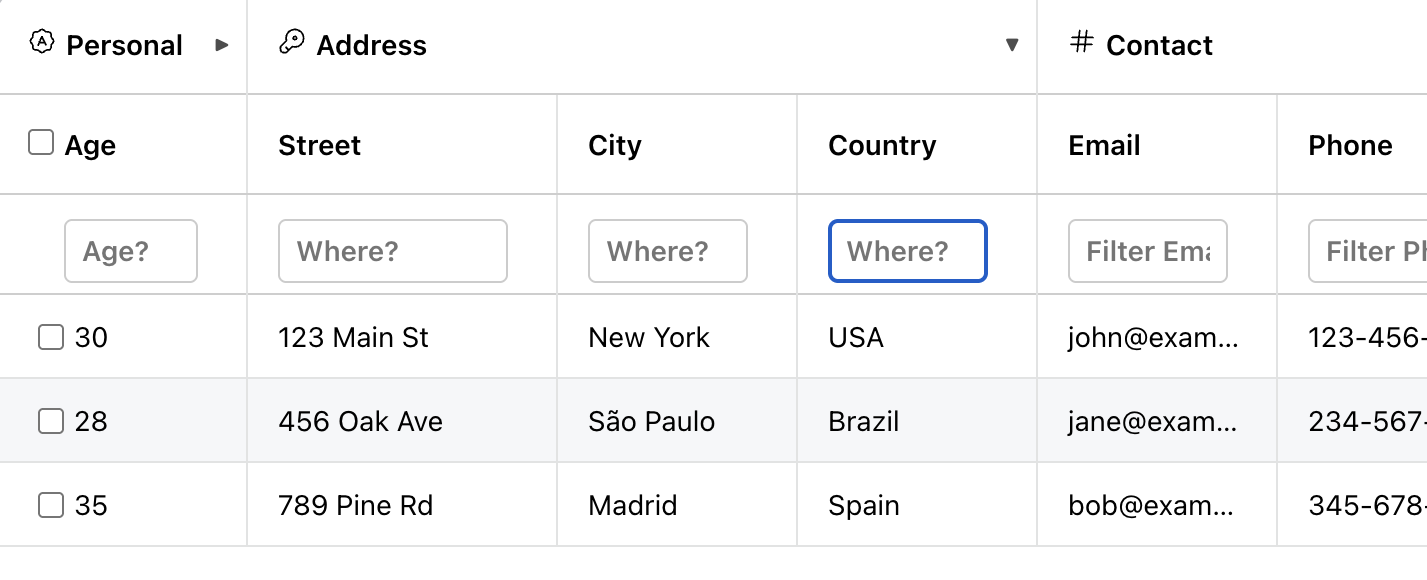 Personal Address Contact
Age Street City Country Email Phone
Age? Where? Where? Where? Filter Ema Filter Ph
30 123 Main St New York USA john@exam... 123-456-
28 456 Oak Ave São Paulo Brazil jane@exam... 234-567-
35 789 Pine Rd Madrid Spain bob@exam... 345-678-